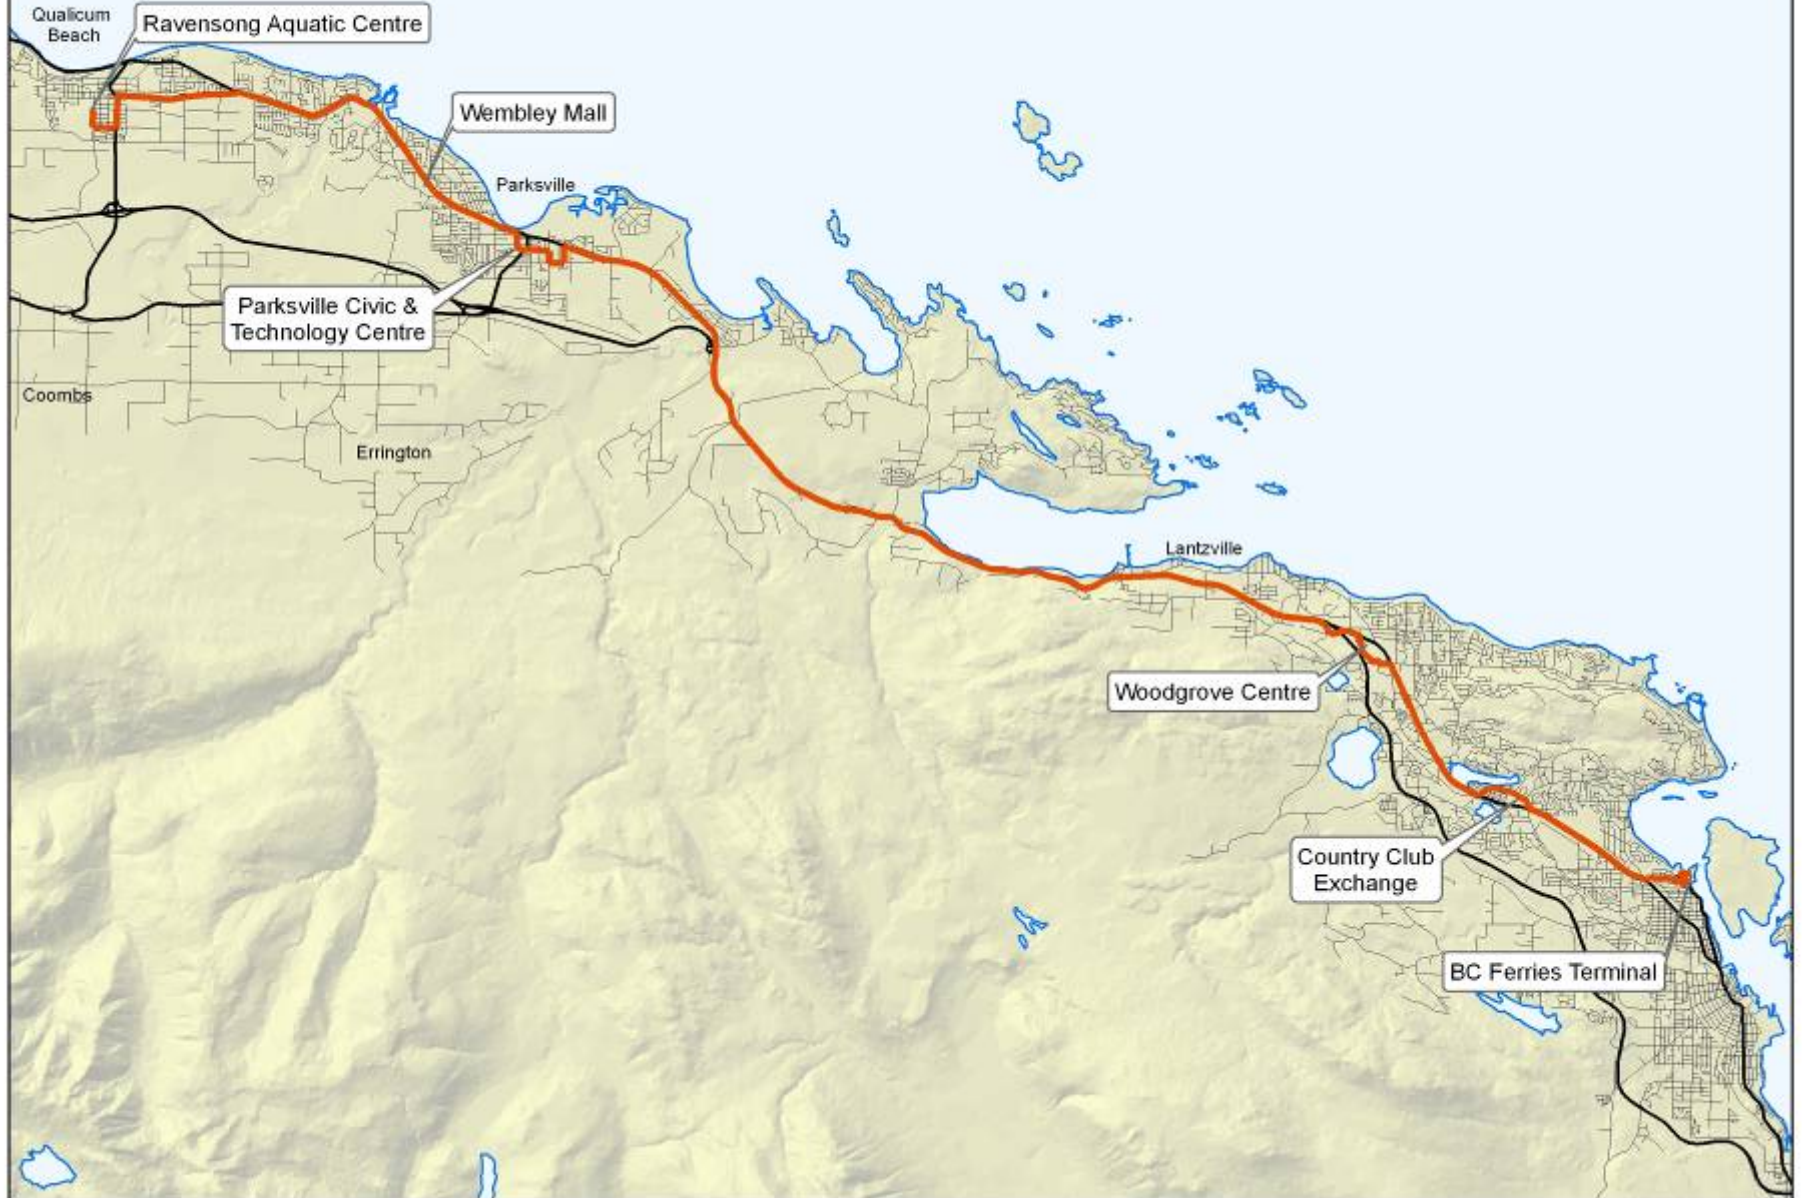 Qualicum
Beach
Ravensong Aquatic Centre
Wembley Mall
Parksville
Parksville Civic &
Technology Centre
Coombs
Errington
Lantzville
Woodgrove Centre
Country Club
Exchange
BC Ferries Terminal